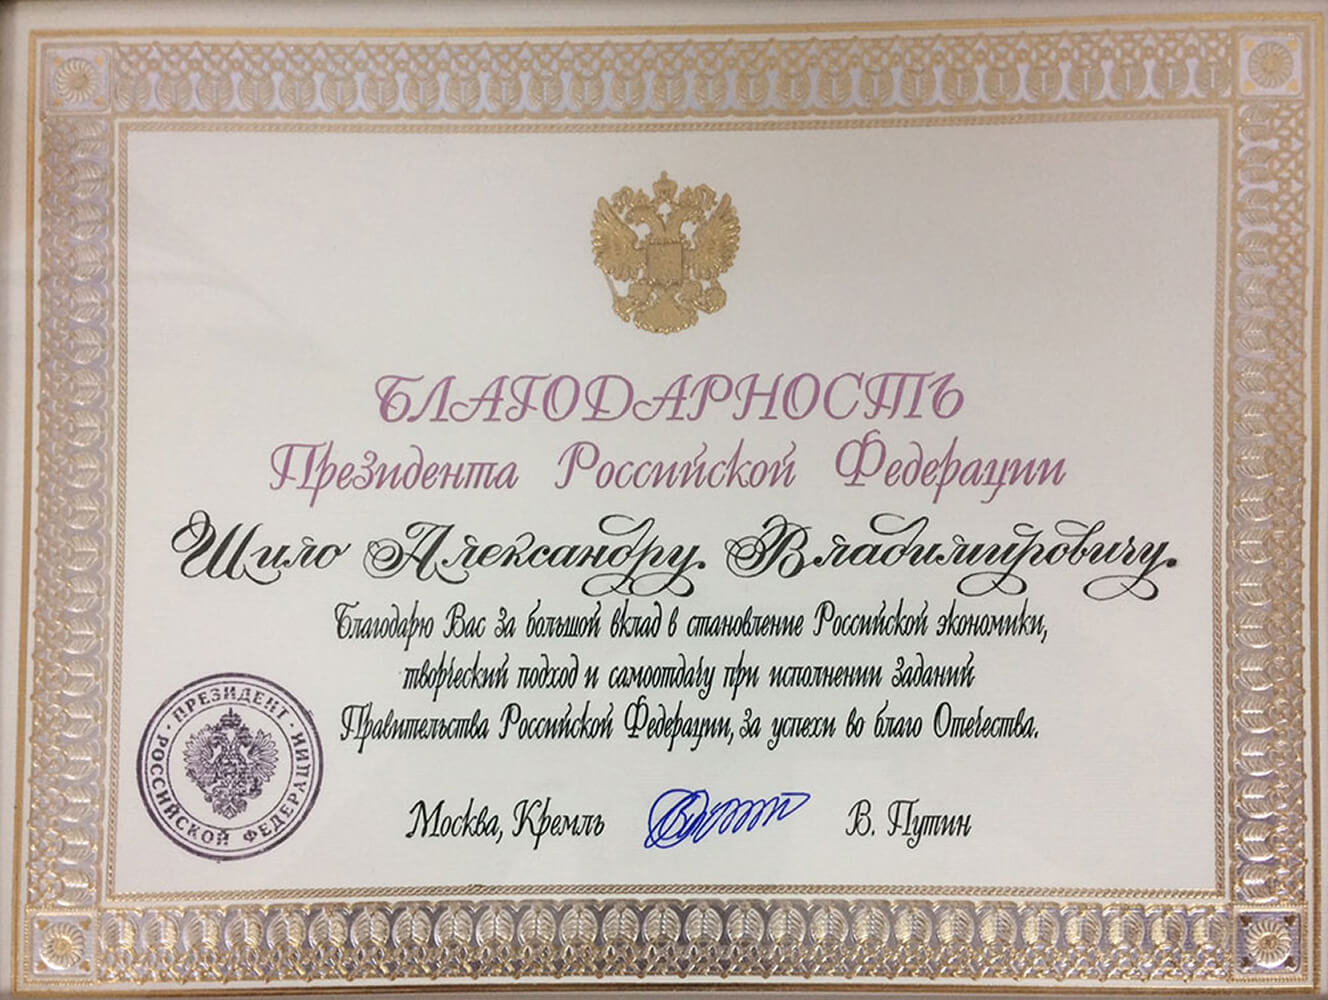 БЛАГОДАРНОСТЬ
Президента Российской Федерации
Шило Александру Владимировичу.
Благодарю Вас за большой вклад в становление Российской экономики,
творческий подход и самоотдачу при исполнении заданий
Правительства Российской Федерации, за успехи во благо Отечества.
ПРЕЗИДЕНТ • РОССИЙСКОЙ ФЕДЕРАЦИИ •
Москва, Кремль
В. Путин